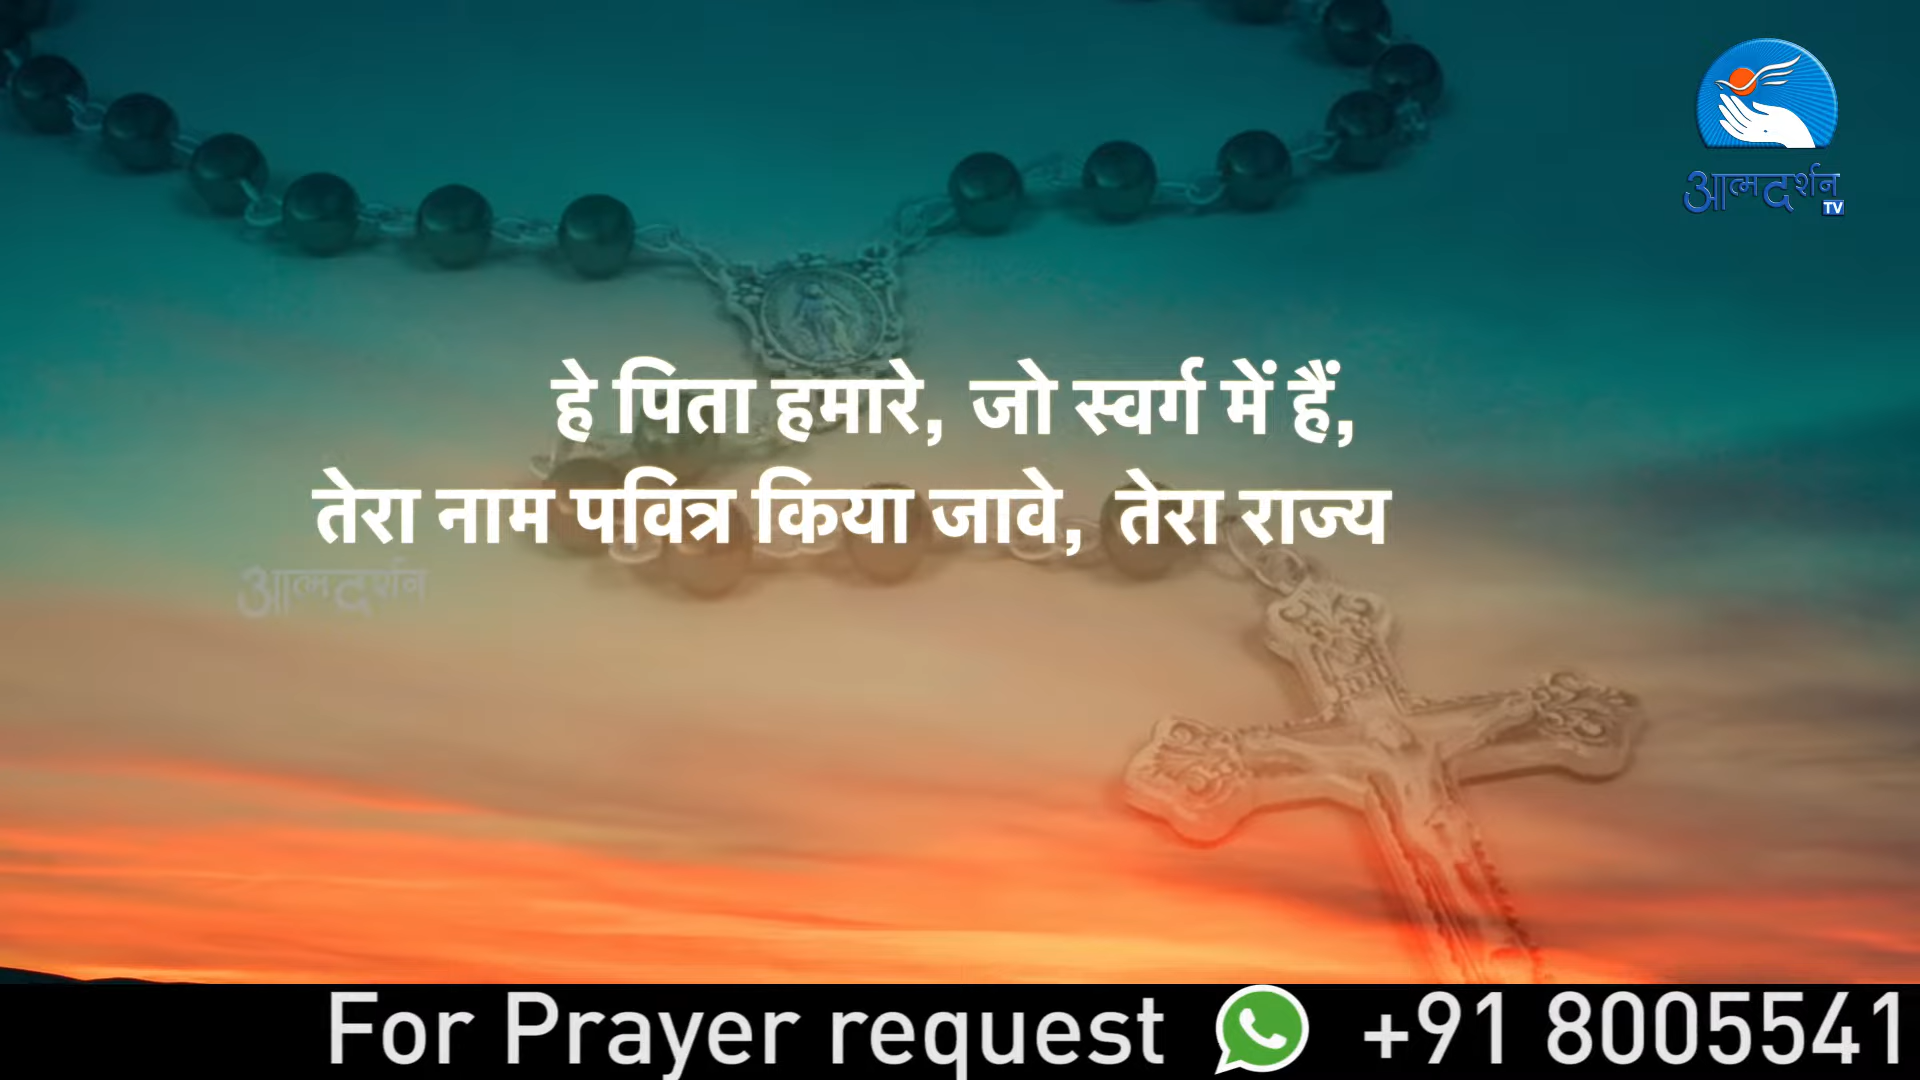 आत्मदर्शन
TV
हे पिता हमारे, जो स्वर्ग में हैं,
तेरा नाम पवित्र किया जावे, तेरा राज्य
आत्मदर्शन
For Prayer request +91 8005541